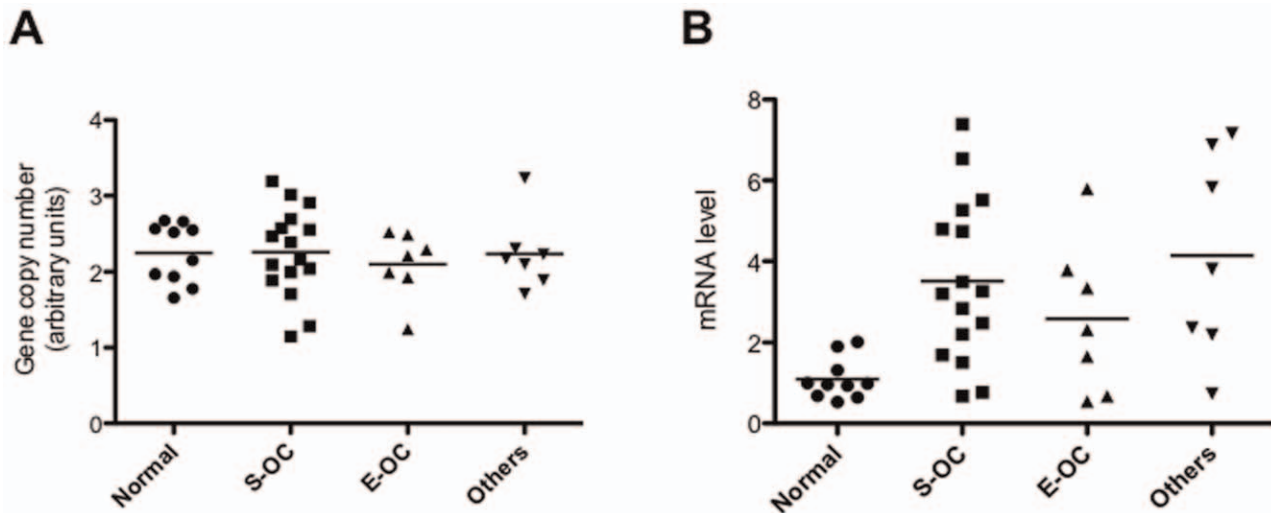 A
Gene copy number
(arbitrary units)
4
3
2
1
0
Normal
S-OC
E-OC
Others
B
mRNA level
8
6
4
2
0
Normal
S-OC
E-OC
Others